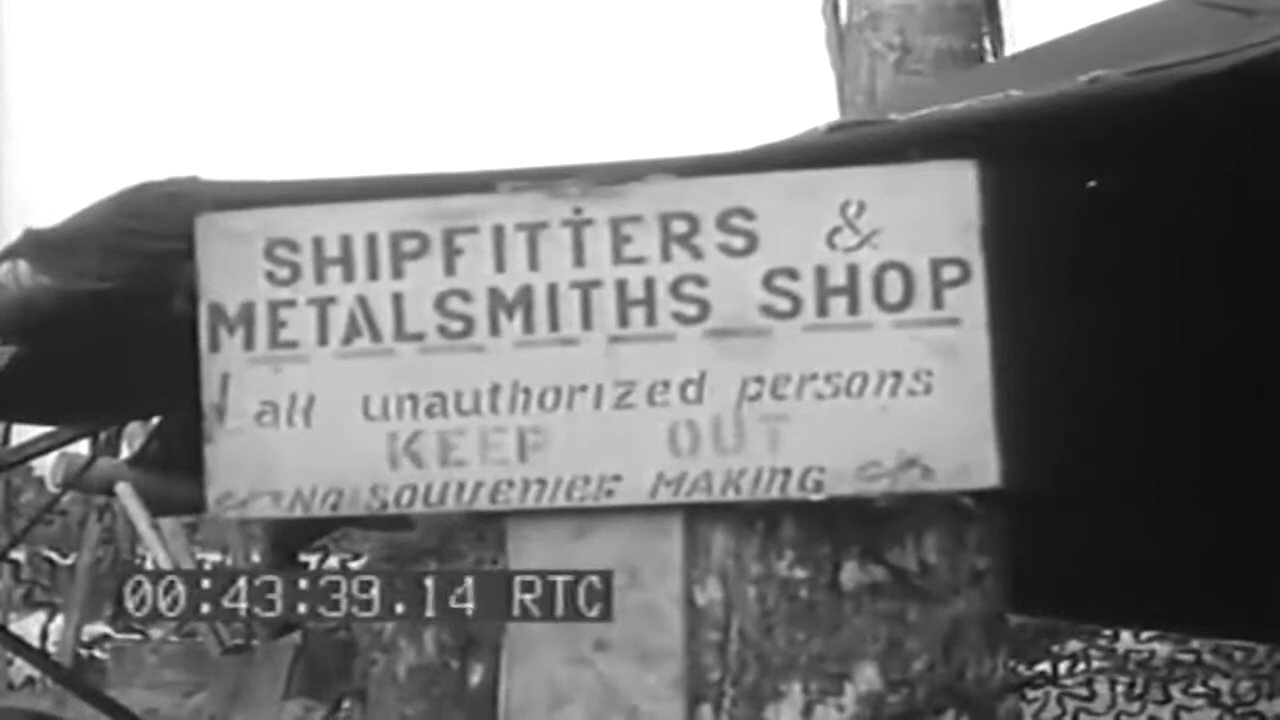 SHIPFITTERS &
METALSMITHS SHOP
all unauthorized persons
KEEP OUT
NO SOUVENIER MAKING
00:43:39.14 RTC